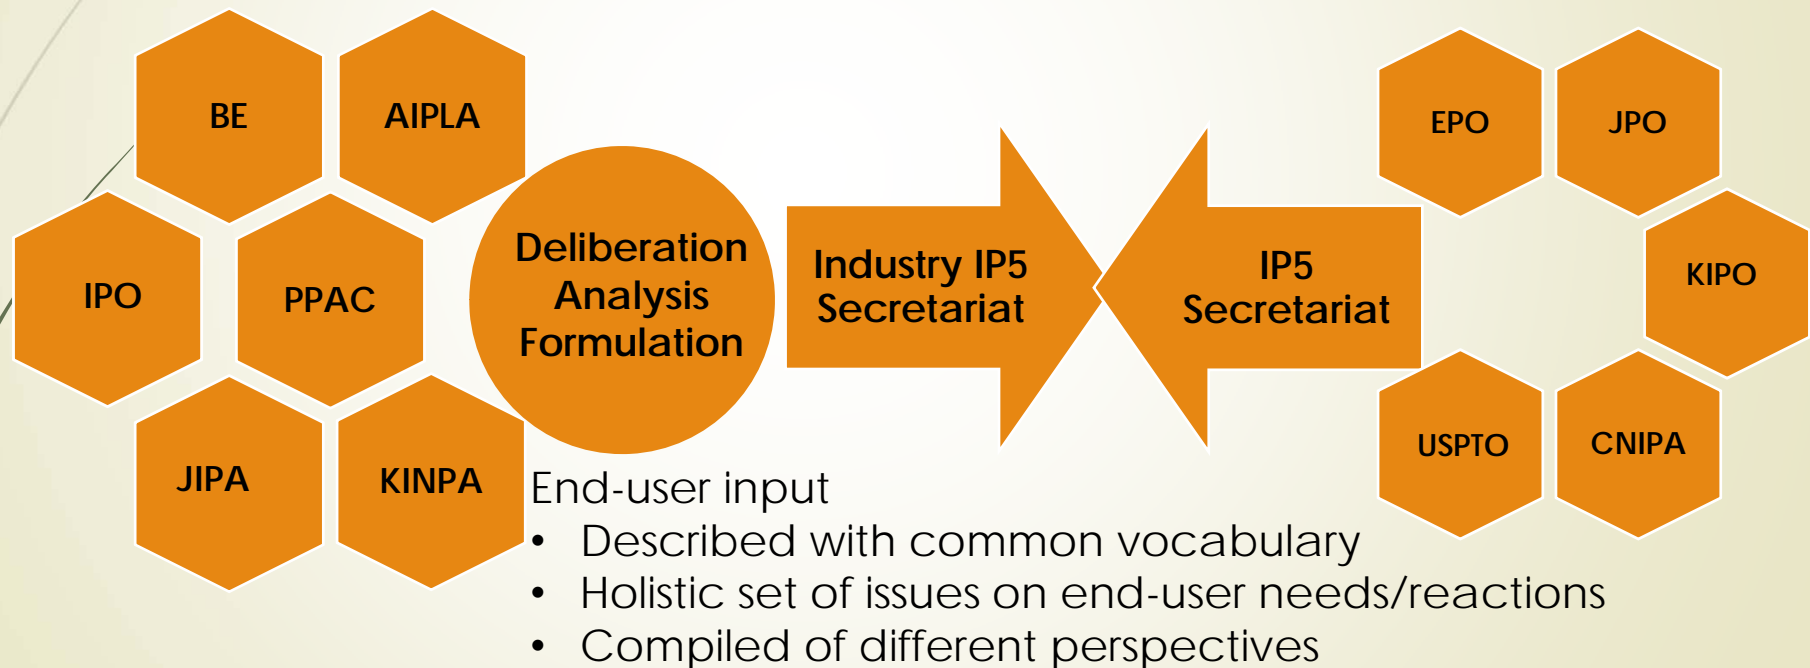 BE
AIPLA
IPO
PPAC
JIPA
KINPA
Deliberation
Analysis
Formulation
Industry IP5
Secretariat
IP5
Secretariat
EPO
JPO
KIPO
USPTO
CNIPA
End-user input
• Described with common vocabulary
• Holistic set of issues on end-user needs/reactions
• Compiled of different perspectives